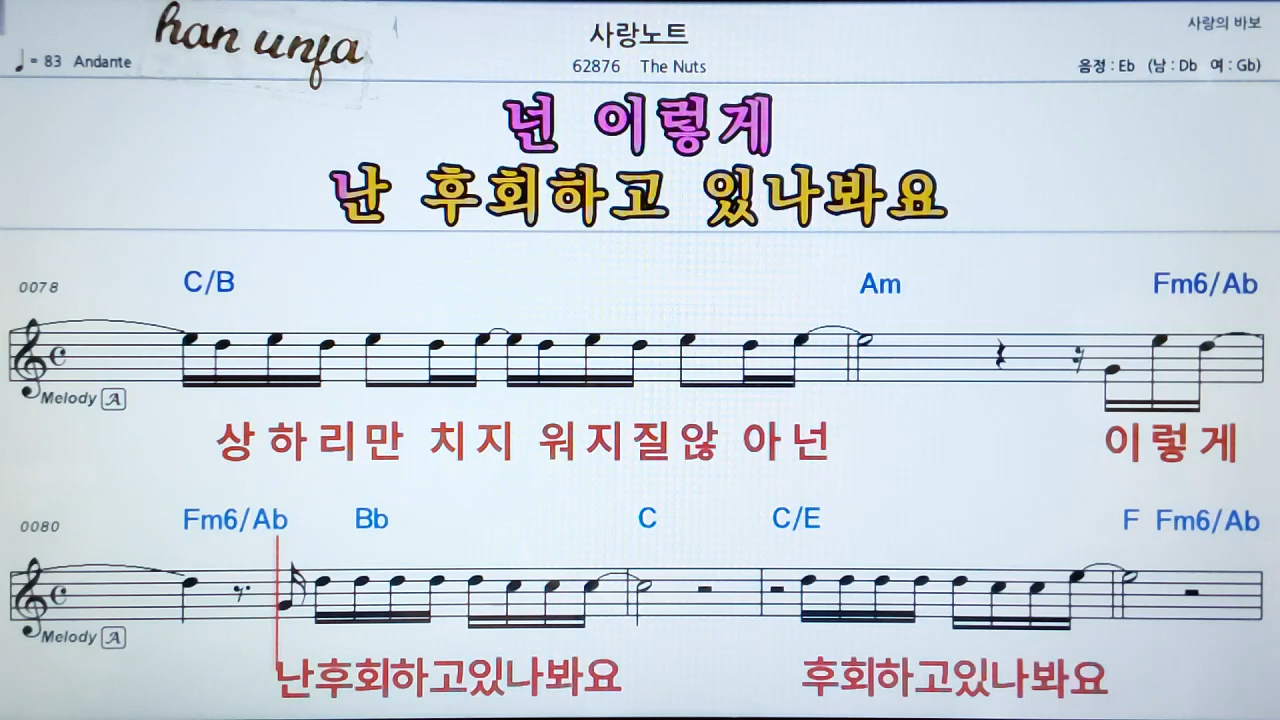 han unfa
사랑노트
사랑의 바보
♩= 83 Andante
62876 The Nuts
음정 : Eb (남 : Db 여 : Gb)
넌 이렇게
난 후회하고 있나봐요
0078 C/B Am Fm6/Ab
Melody A
상 하 리 만 치 지 워 지 질 않 아 넌 이 렇 게
0080 Fm6/Ab Bb C C/E F Fm6/Ab
Melody A
난후회하고있나봐요 후회하고있나봐요